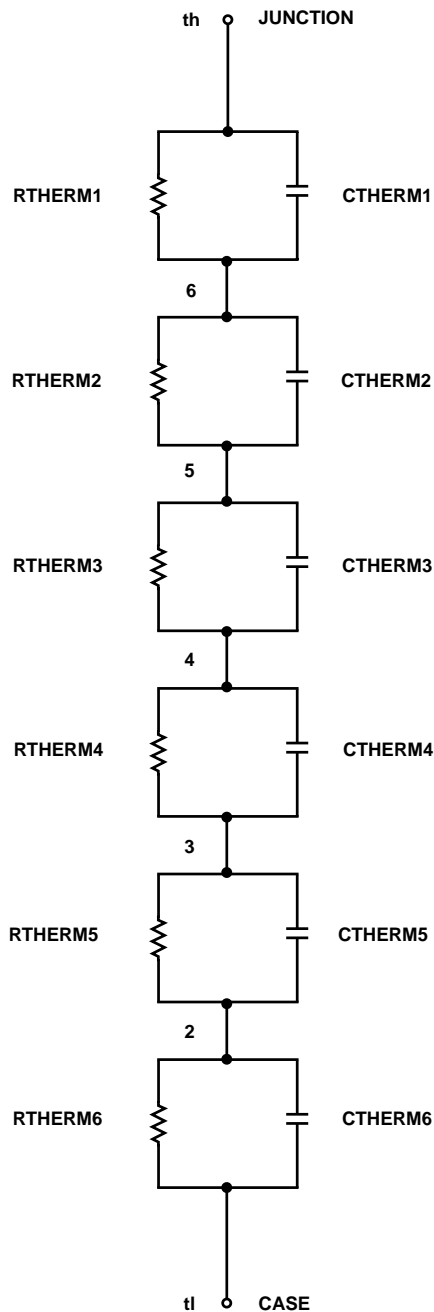 th JUNCTION
RTHERM1 CTHERM1
6
RTHERM2 CTHERM2
5
RTHERM3 CTHERM3
4
RTHERM4 CTHERM4
3
RTHERM5 CTHERM5
2
RTHERM6 CTHERM6
tl CASE